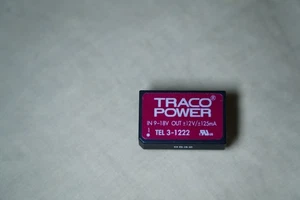 TRACO®
POWER
IN 9-18V OUT ±12V/±125mA
TEL 3-1222